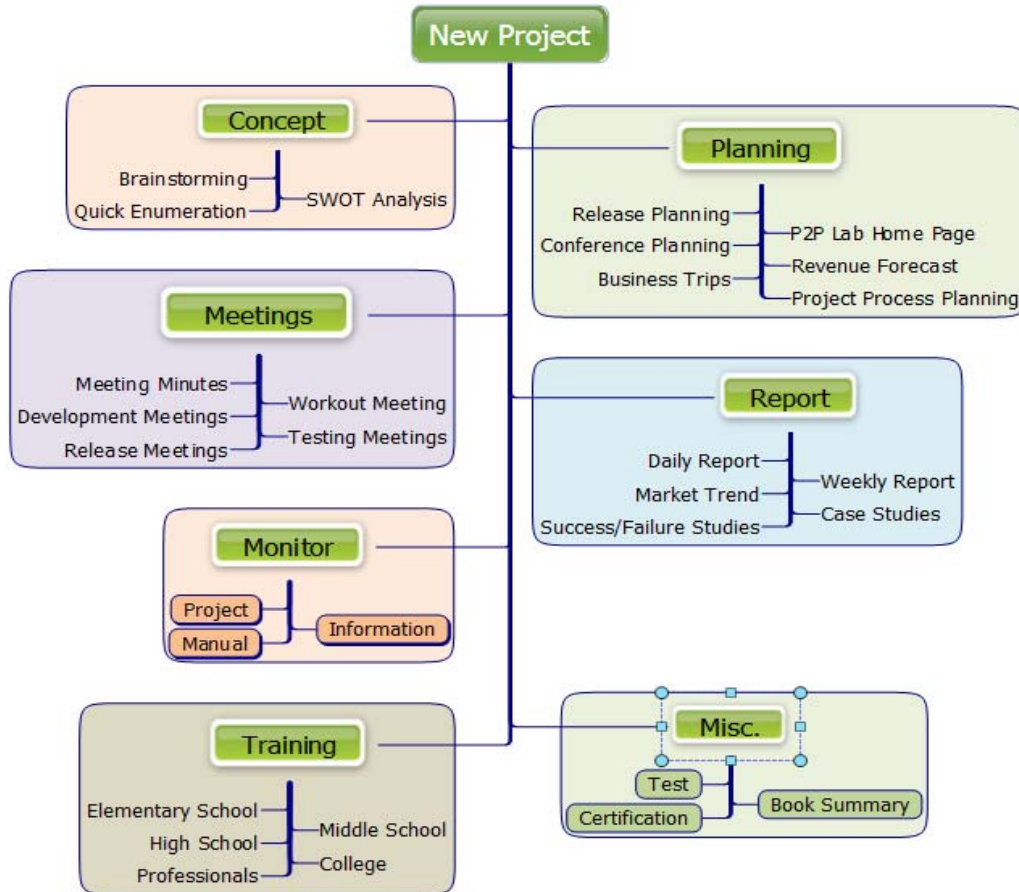 New Project
Concept
Brainstorming
Quick Enumeration
SWOT Analysis
Planning
Release Planning
Conference Planning
Business Trips
P2P Lab Home Page
Revenue Forecast
Project Process Planning
Meetings
Meeting Minutes
Development Meetings
Release Meetings
Workout Meeting
Testing Meetings
Report
Daily Report
Market Trend
Success/Failure Studies
Weekly Report
Case Studies
Monitor
Project
Manual
Information
Training
Elementary School
High School
Professionals
Middle School
College
Misc.
Test
Certification
Book Summary